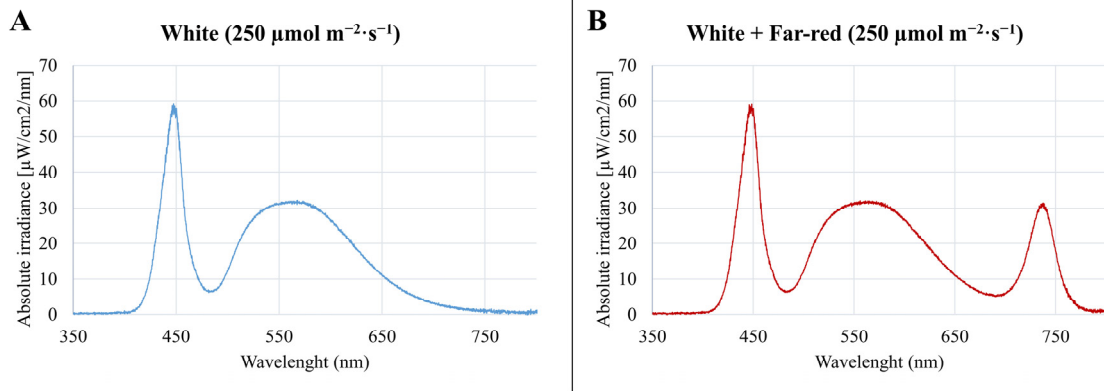 A
White (250 µmol m⁻²·s⁻¹)
Absolute irradiance [µW/cm2/nm]
70
60
50
40
30
20
10
0
350 450 550 650 750
Wavelenght (nm)
B
White + Far-red (250 µmol m⁻²·s⁻¹)
Absolute irradiance [µW/cm2/nm]
70
60
50
40
30
20
10
0
350 450 550 650 750
Wavelenght (nm)